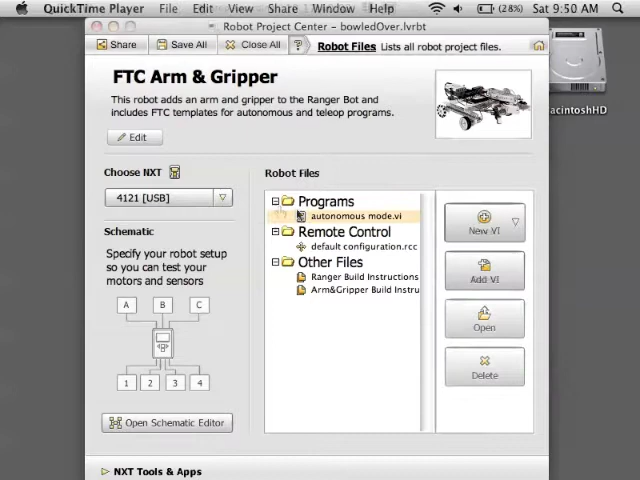 QuickTime Player File Edit View Share Window Help (28%) Sat 9:50 AM
Robot Project Center – bowledOver.lvrbt
Share Save All Close All ? Robot Files Lists all robot project files.
FTC Arm & Gripper
This robot adds an arm and gripper to the Ranger Bot and
includes FTC templates for autonomous and teleop programs.
Edit
Choose NXT
4121 [USB]
Schematic
Specify your robot setup
so you can test your
motors and sensors
A B C
1 2 3 4
Open Schematic Editor
Robot Files
Programs
autonomous mode.vi
Remote Control
default configuration.rcc
Other Files
Ranger Build Instructions
Arm&Gripper Build Instru
New VI
Add VI
Open
Delete
NXT Tools & Apps
acintoshHD